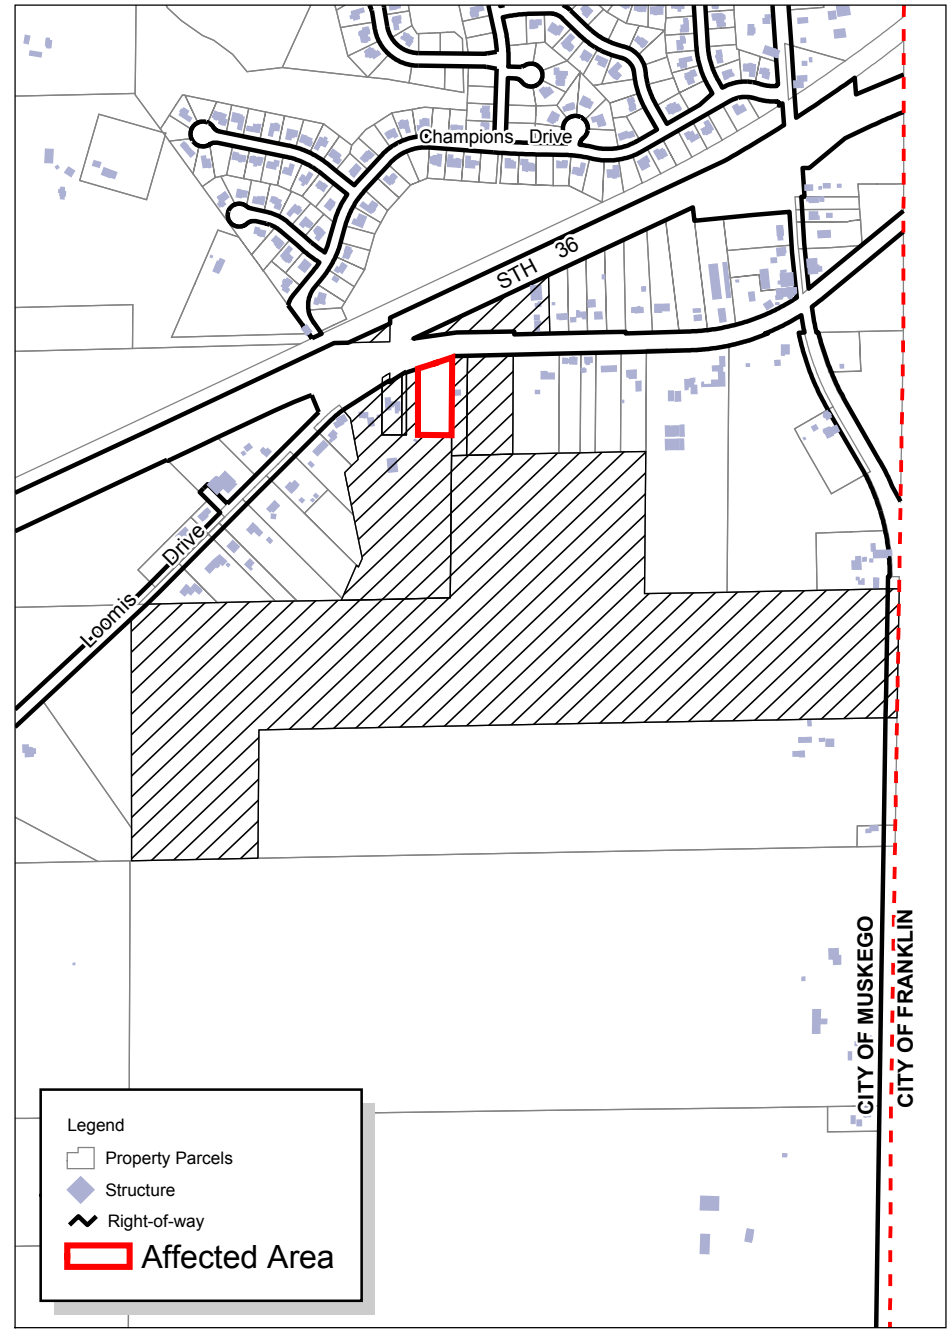 Champions Drive
STH 36
Loomis Drive
CITY OF MUSKEGO
CITY OF FRANKLIN
Legend
Property Parcels
Structure
Right-of-way
Affected Area